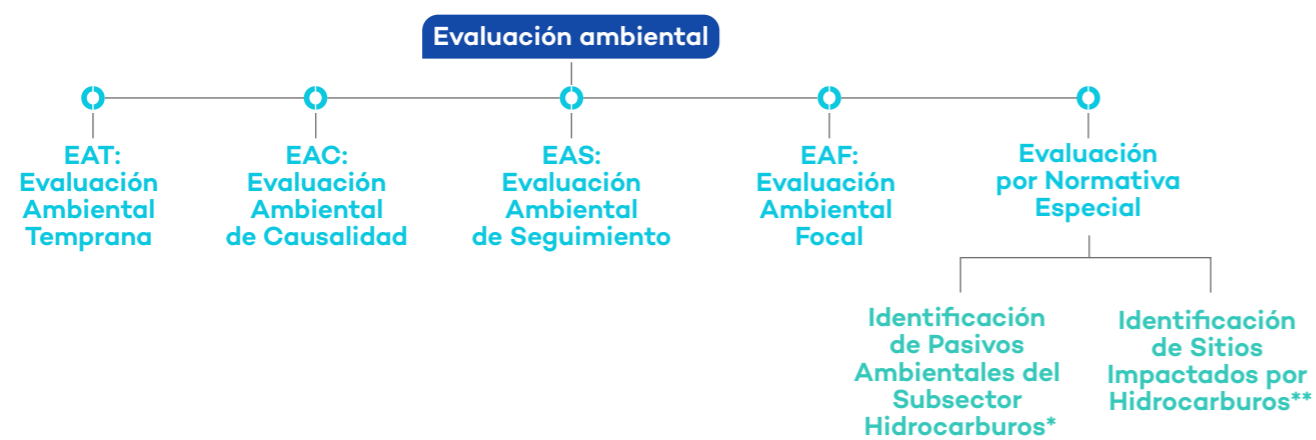 Evaluación ambiental
EAT:
Evaluación
Ambiental
Temprana
EAC:
Evaluación
Ambiental
de Causalidad
EAS:
Evaluación
Ambiental
de Seguimiento
EAF:
Evaluación
Ambiental
Focal
Evaluación
por Normativa
Especial
Identificación
de Pasivos
Ambientales del
Subsector
Hidrocarburos*
Identificación
de Sitios
Impactados por
Hidrocarburos**